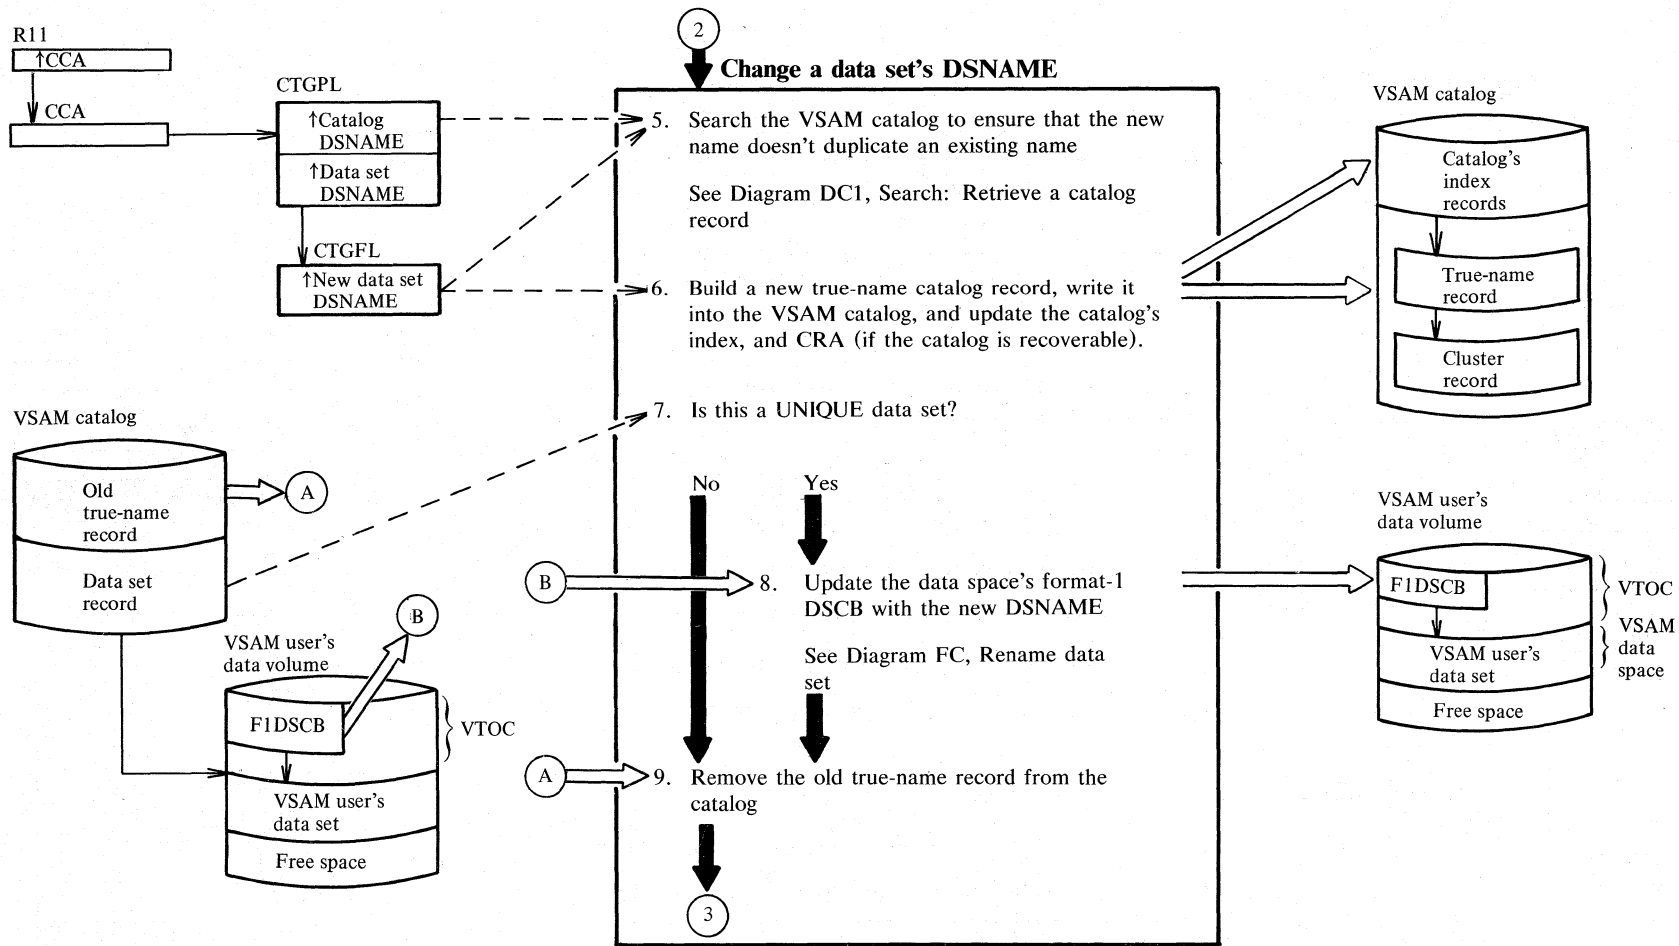 2
Change a data set's DSNAME
R11
↑CCA
CCA
CTGPL
↑Catalog
DSNAME
↑Data set
DSNAME
CTGFL
↑New data set
DSNAME
5. Search the VSAM catalog to ensure that the new
name doesn't duplicate an existing name
See Diagram DC1, Search: Retrieve a catalog
record
6. Build a new true-name catalog record, write it
into the VSAM catalog, and update the catalog's
index, and CRA (if the catalog is recoverable).
7. Is this a UNIQUE data set?
No
Yes
B
8. Update the data space's format-1
DSCB with the new DSNAME
See Diagram FC, Rename data
set
A
9. Remove the old true-name record from the
catalog
3
VSAM catalog
Old
true-name
record
A
Data set
record
B
VSAM user's
data volume
F1DSCB
VTOC
VSAM user's
data set
Free space
VSAM catalog
Catalog's
index
records
True-name
record
Cluster
record
VSAM user's
data volume
F1DSCB
VTOC
VSAM
data
space
VSAM user's
data set
Free space